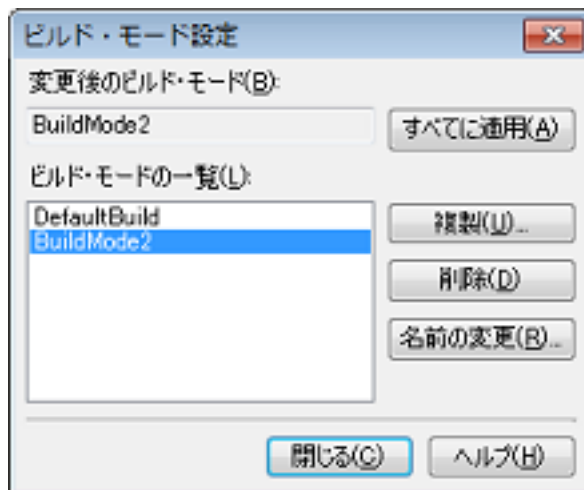 ビルド・モード設定
変更後のビルド・モード(B):
BuildMode2
すべてに適用(A)
ビルド・モードの一覧(L):
DefaultBuild
BuildMode2
複製(U)...
削除(D)
名前の変更(R)...
閉じる(C)
ヘルプ(H)